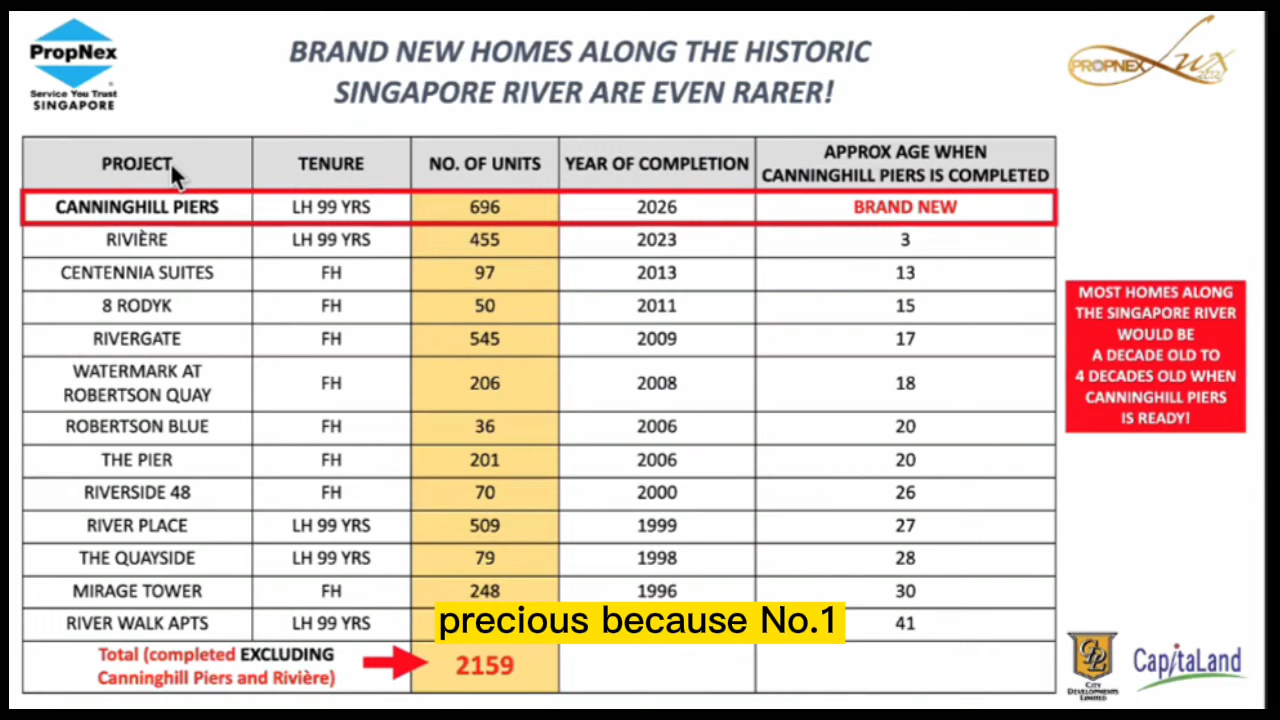 PropNex
Service You Trust
SINGAPORE
BRAND NEW HOMES ALONG THE HISTORIC
SINGAPORE RIVER ARE EVEN RARER!
PROPNEX Lux
PROJECT TENURE NO. OF UNITS YEAR OF COMPLETION APPROX AGE WHEN
CANNINGHILL PIERS IS COMPLETED
CANNINGHILL PIERS LH 99 YRS 696 2026 BRAND NEW
RIVIÈRE LH 99 YRS 455 2023 3
CENTENNIA SUITES FH 97 2013 13
8 RODYK FH 50 2011 15
RIVERGATE FH 545 2009 17
WATERMARK AT
ROBERTSON QUAY FH 206 2008 18
ROBERTSON BLUE FH 36 2006 20
THE PIER FH 201 2006 20
RIVERSIDE 48 FH 70 2000 26
RIVER PLACE LH 99 YRS 509 1999 27
THE QUAYSIDE LH 99 YRS 79 1998 28
MIRAGE TOWER FH 248 1996 30
RIVER WALK APTS LH 99 YRS 41
Total (completed EXCLUDING
Canninghill Piers and Rivière) 2159
MOST HOMES ALONG
THE SINGAPORE RIVER
WOULD BE
A DECADE OLD TO
4 DECADES OLD WHEN
CANNINGHILL PIERS
IS READY!
precious because No.1
CITY
DEVELOPMENTS
LIMITED
CapitaLand